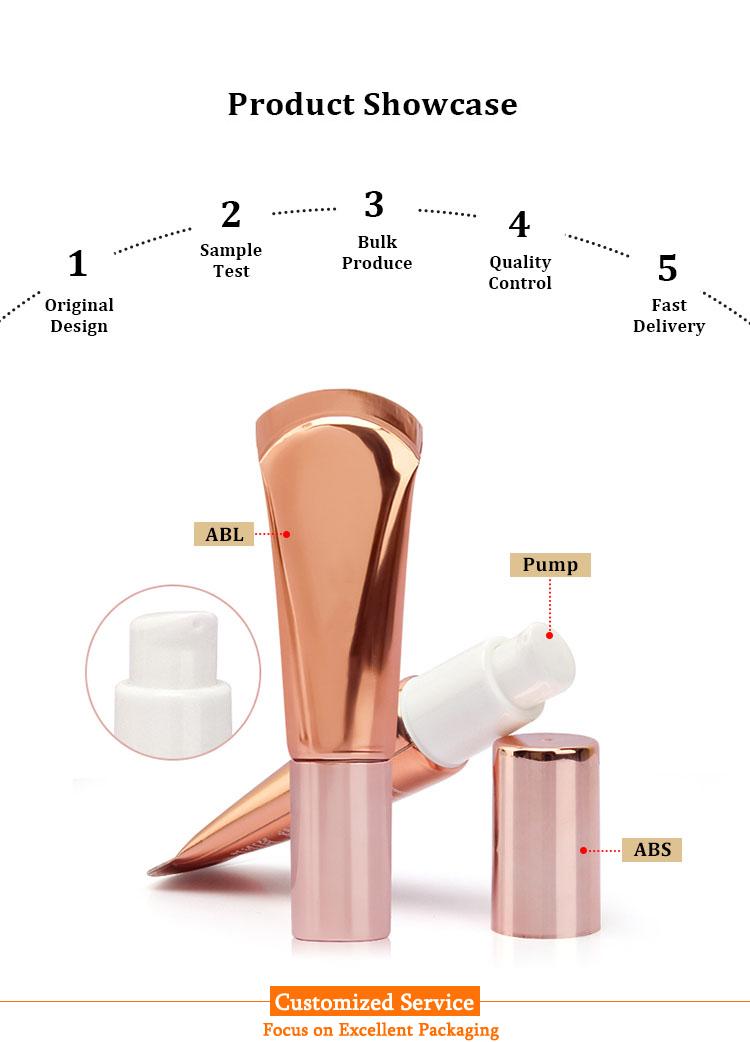 Product Showcase
1
Original
Design
2
Sample
Test
3
Bulk
Produce
4
Quality
Control
5
Fast
Delivery
ABL
Pump
ABS
Customized Service
Focus on Excellent Packaging